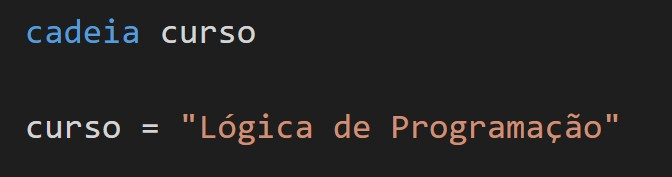 cadeia curso
curso = "Lógica de Programação"